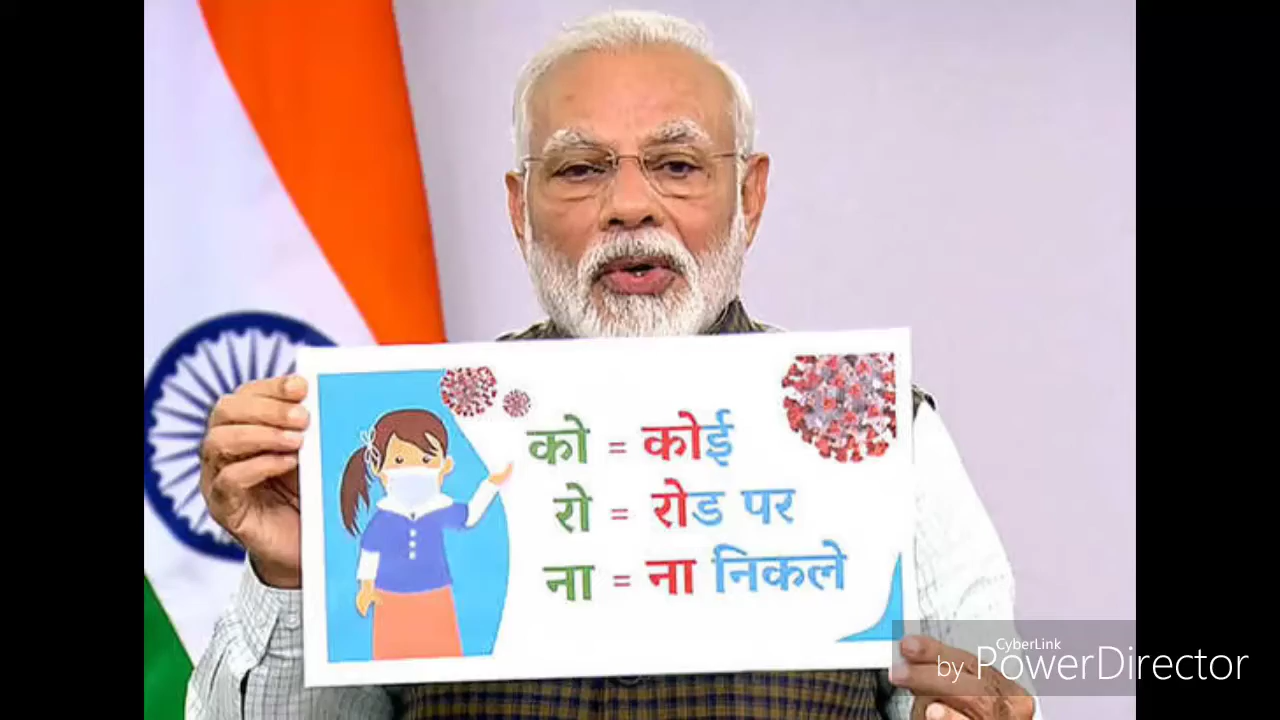 को = कोई
रो = रोड पर
ना = ना निकले
CyberLink
by PowerDirector